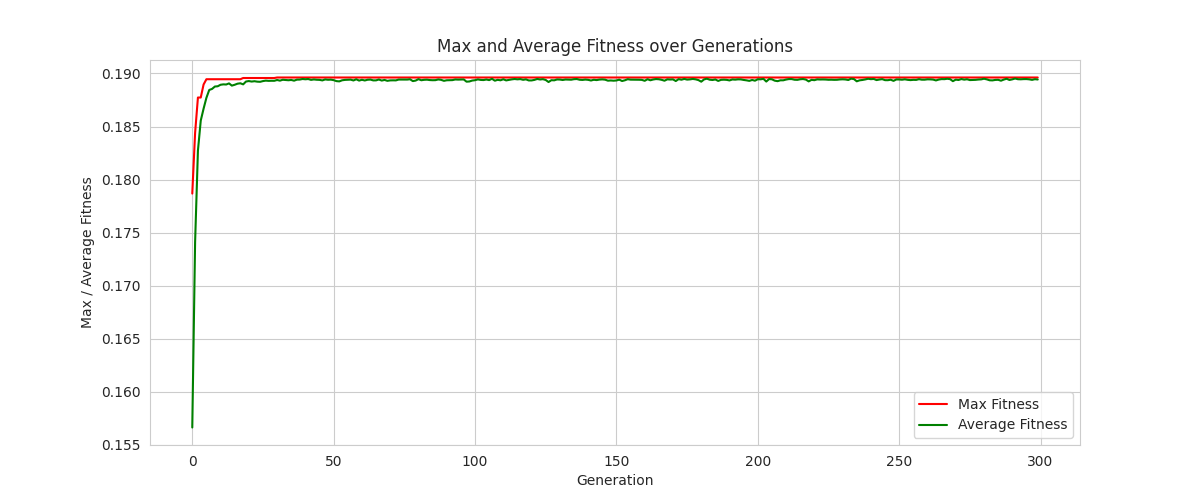 Max and Average Fitness over Generations
Max / Average Fitness
0.190
0.185
0.180
0.175
0.170
0.165
0.160
0.155
0 50 100 150 200 250 300
Generation
Max Fitness
Average Fitness